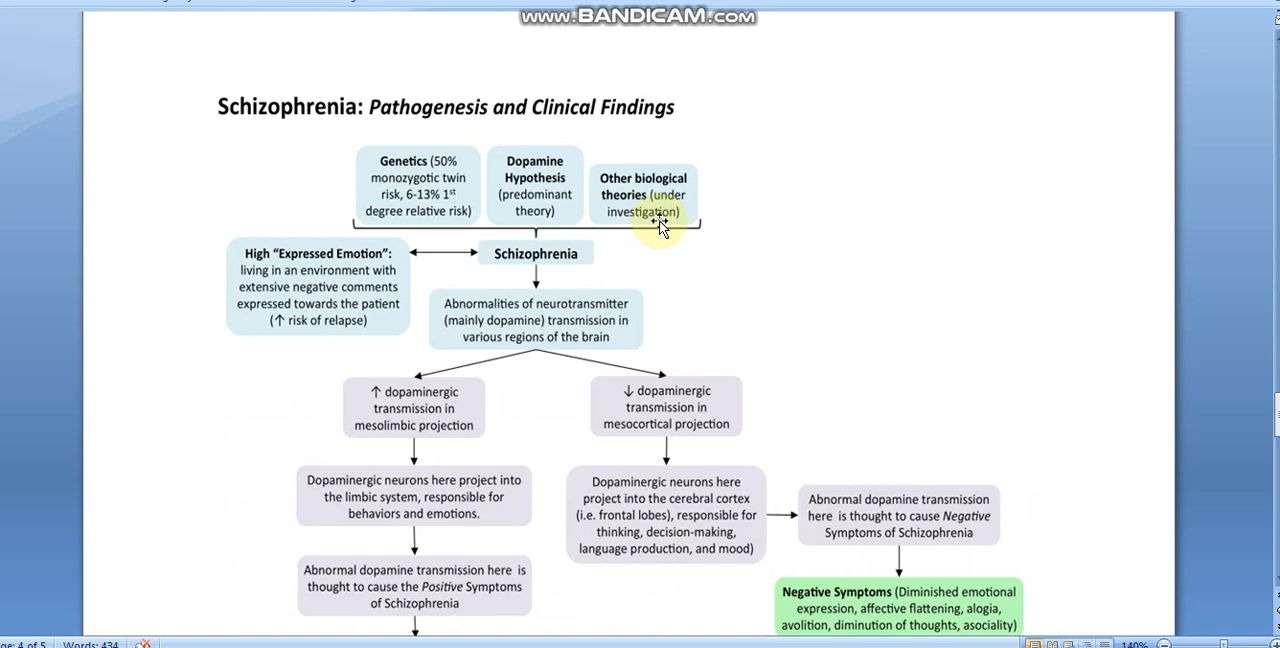 www.BANDICAM.com
Schizophrenia: Pathogenesis and Clinical Findings
Genetics (50%
monozygotic twin
risk, 6-13% 1st
degree relative risk)
Dopamine
Hypothesis
(predominant
theory)
Other biological
theories (under
investigation)
High “Expressed Emotion”:
living in an environment with
extensive negative comments
expressed towards the patient
(↑ risk of relapse)
Schizophrenia
Abnormalities of neurotransmitter
(mainly dopamine) transmission in
various regions of the brain
↑ dopaminergic
transmission in
mesolimbic projection
↓ dopaminergic
transmission in
mesocortical projection
Dopaminergic neurons here project into
the limbic system, responsible for
behaviors and emotions.
Dopaminergic neurons here
project into the cerebral cortex
(i.e. frontal lobes), responsible for
thinking, decision-making,
language production, and mood)
Abnormal dopamine transmission
here is thought to cause Negative
Symptoms of Schizophrenia
Abnormal dopamine transmission here is
thought to cause the Positive Symptoms
of Schizophrenia
Negative Symptoms (Diminished emotional
expression, affective flattening, alogia,
avolition, diminution of thoughts, asociality)
ge: 4 of 5 Words: 434
140%